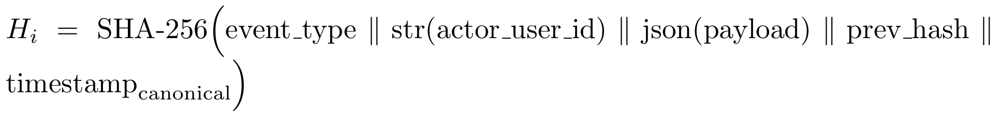 H_i = SHA-256(event_type ∥ str(actor_user_id) ∥ json(payload) ∥ prev_hash ∥
timestamp_canonical)